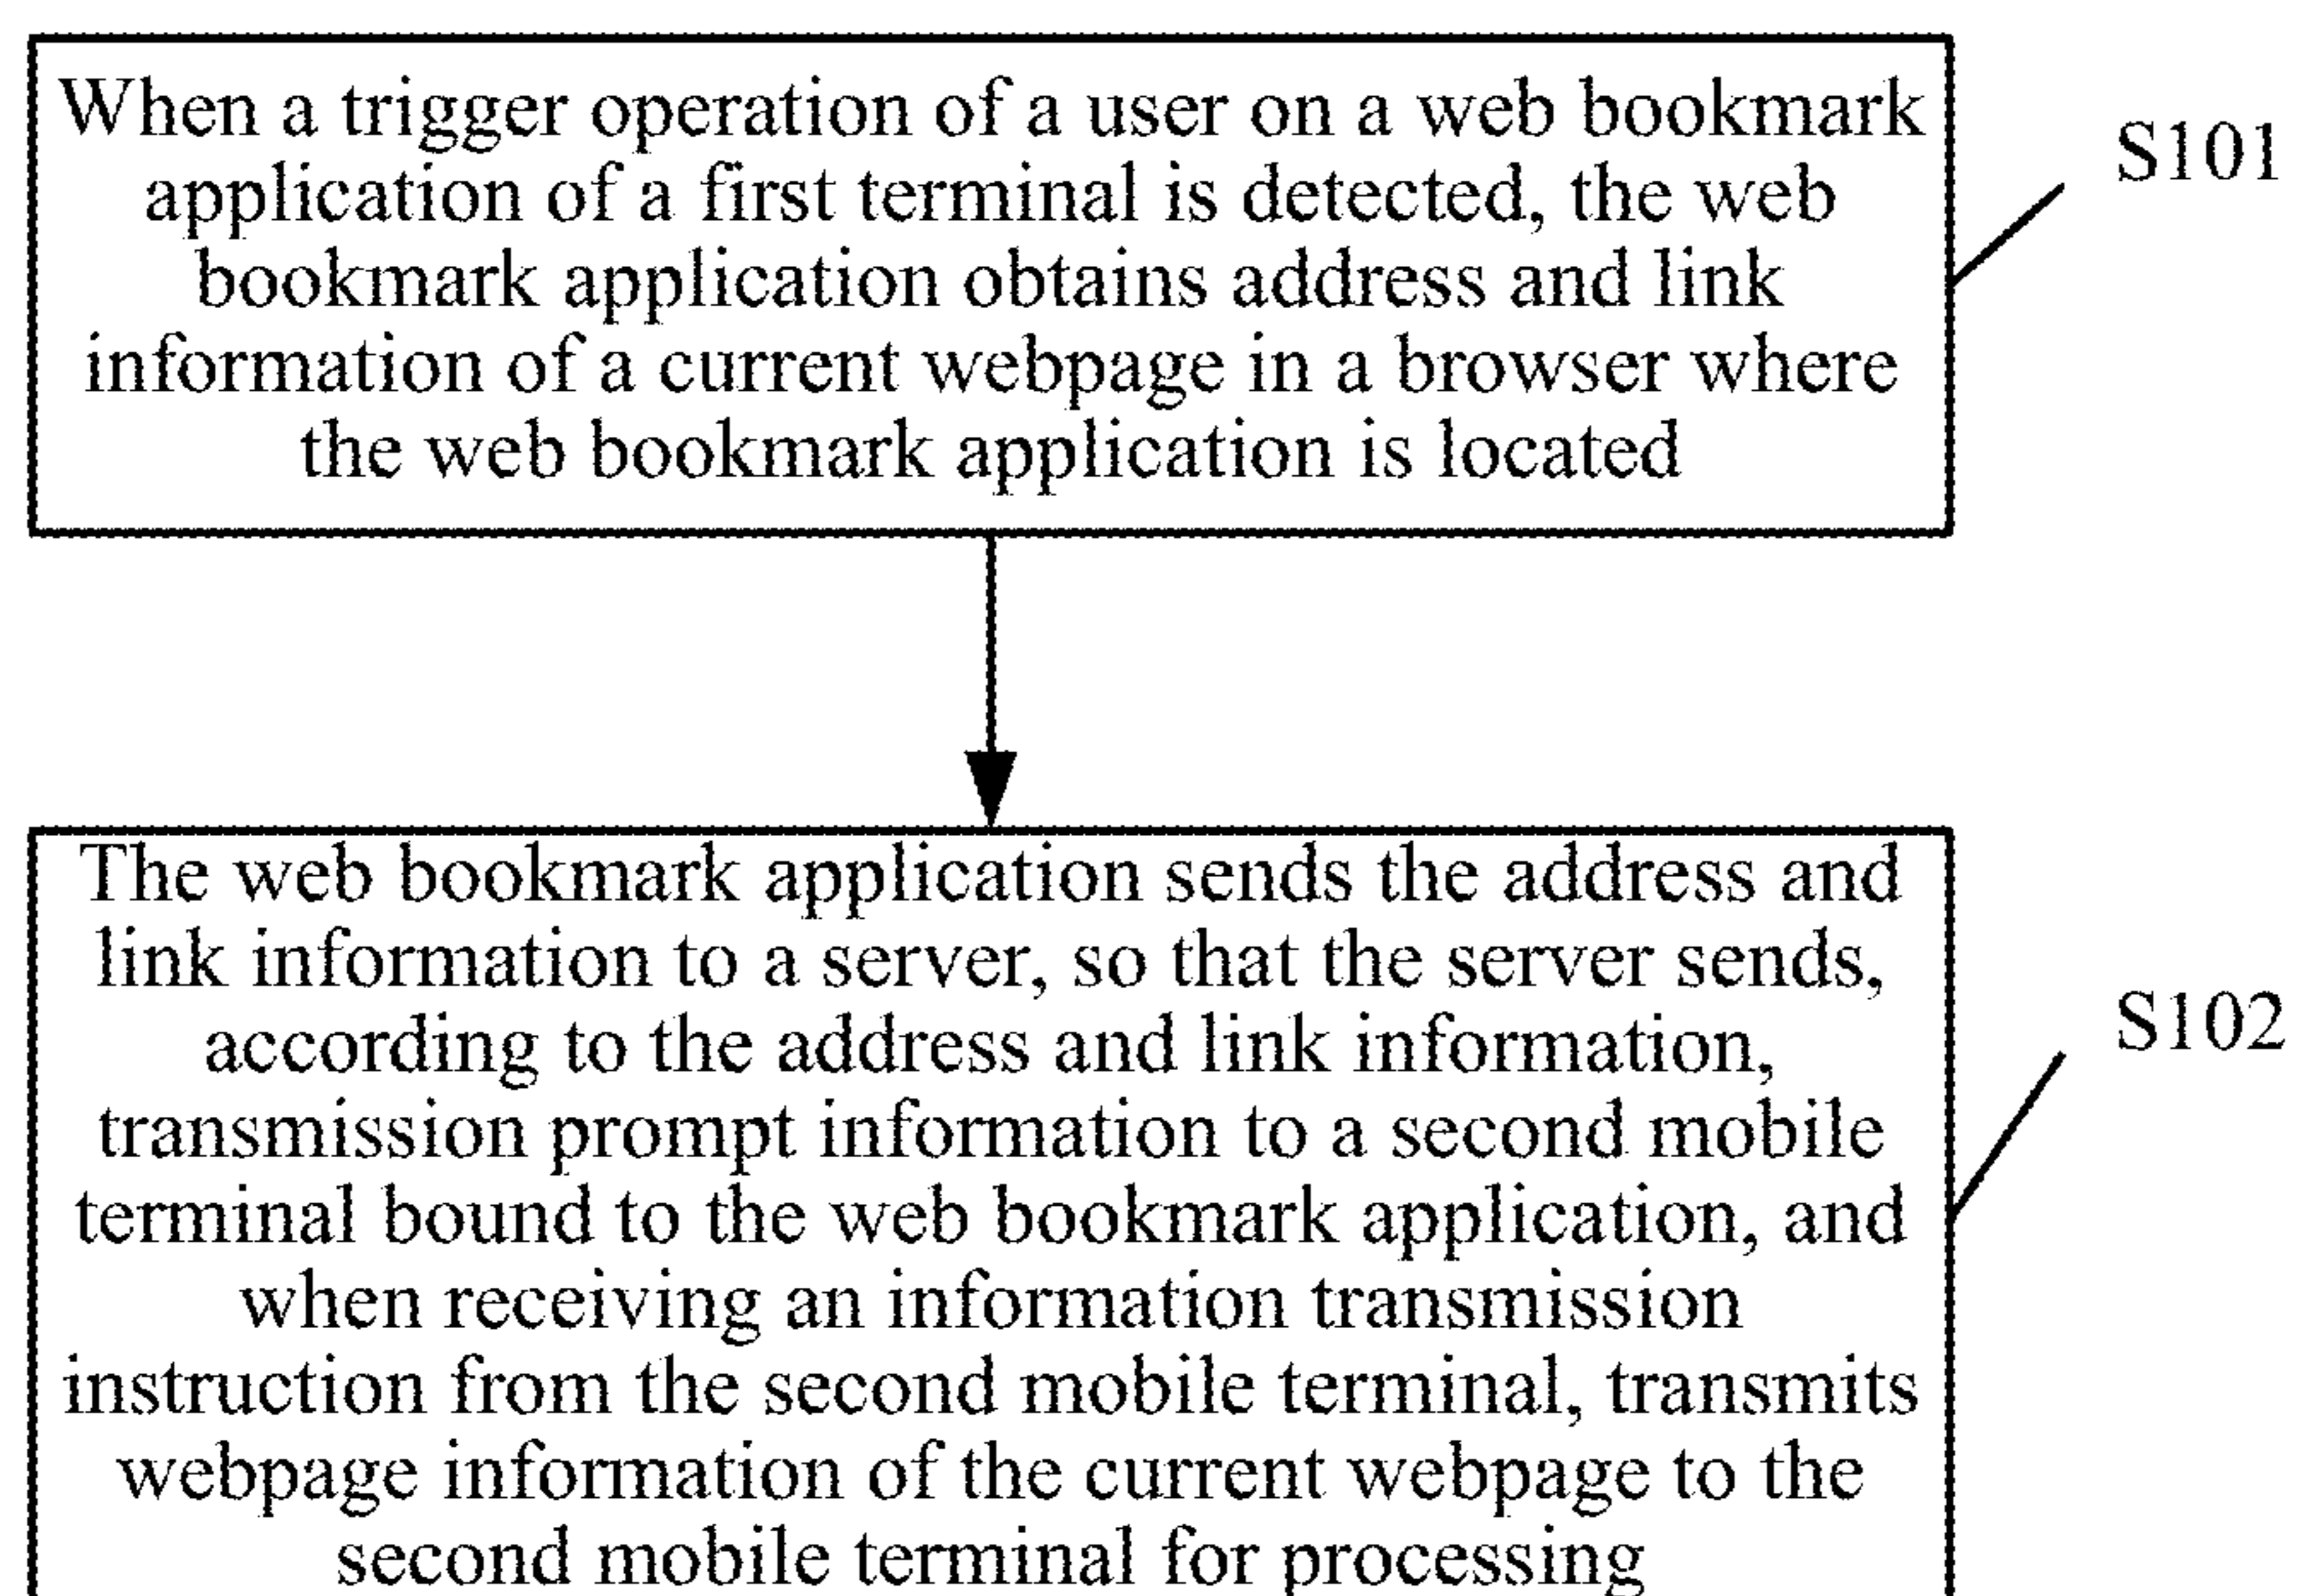 When a trigger operation of a user on a web bookmark
application of a first terminal is detected, the web
bookmark application obtains address and link
information of a current webpage in a browser where
the web bookmark application is located
S101
The web bookmark application sends the address and
link information to a server, so that the server sends,
according to the address and link information,
transmission prompt information to a second mobile
terminal bound to the web bookmark application, and
when receiving an information transmission
instruction from the second mobile terminal, transmits
webpage information of the current webpage to the
second mobile terminal for processing
S102